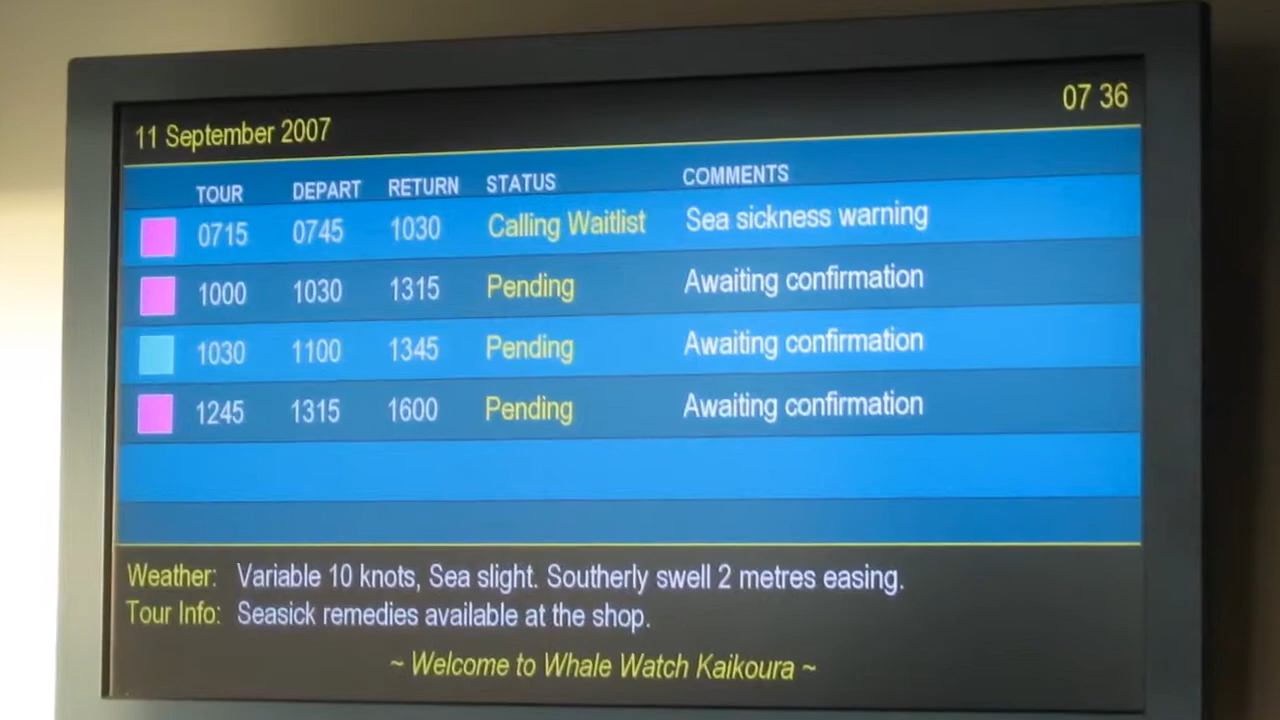 11 September 2007 07 36
TOUR DEPART RETURN STATUS COMMENTS
0715 0745 1030 Calling Waitlist Sea sickness warning
1000 1030 1315 Pending Awaiting confirmation
1030 1100 1345 Pending Awaiting confirmation
1245 1315 1600 Pending Awaiting confirmation
Weather: Variable 10 knots, Sea slight. Southerly swell 2 metres easing.
Tour Info: Seasick remedies available at the shop.
~ Welcome to Whale Watch Kaikoura ~